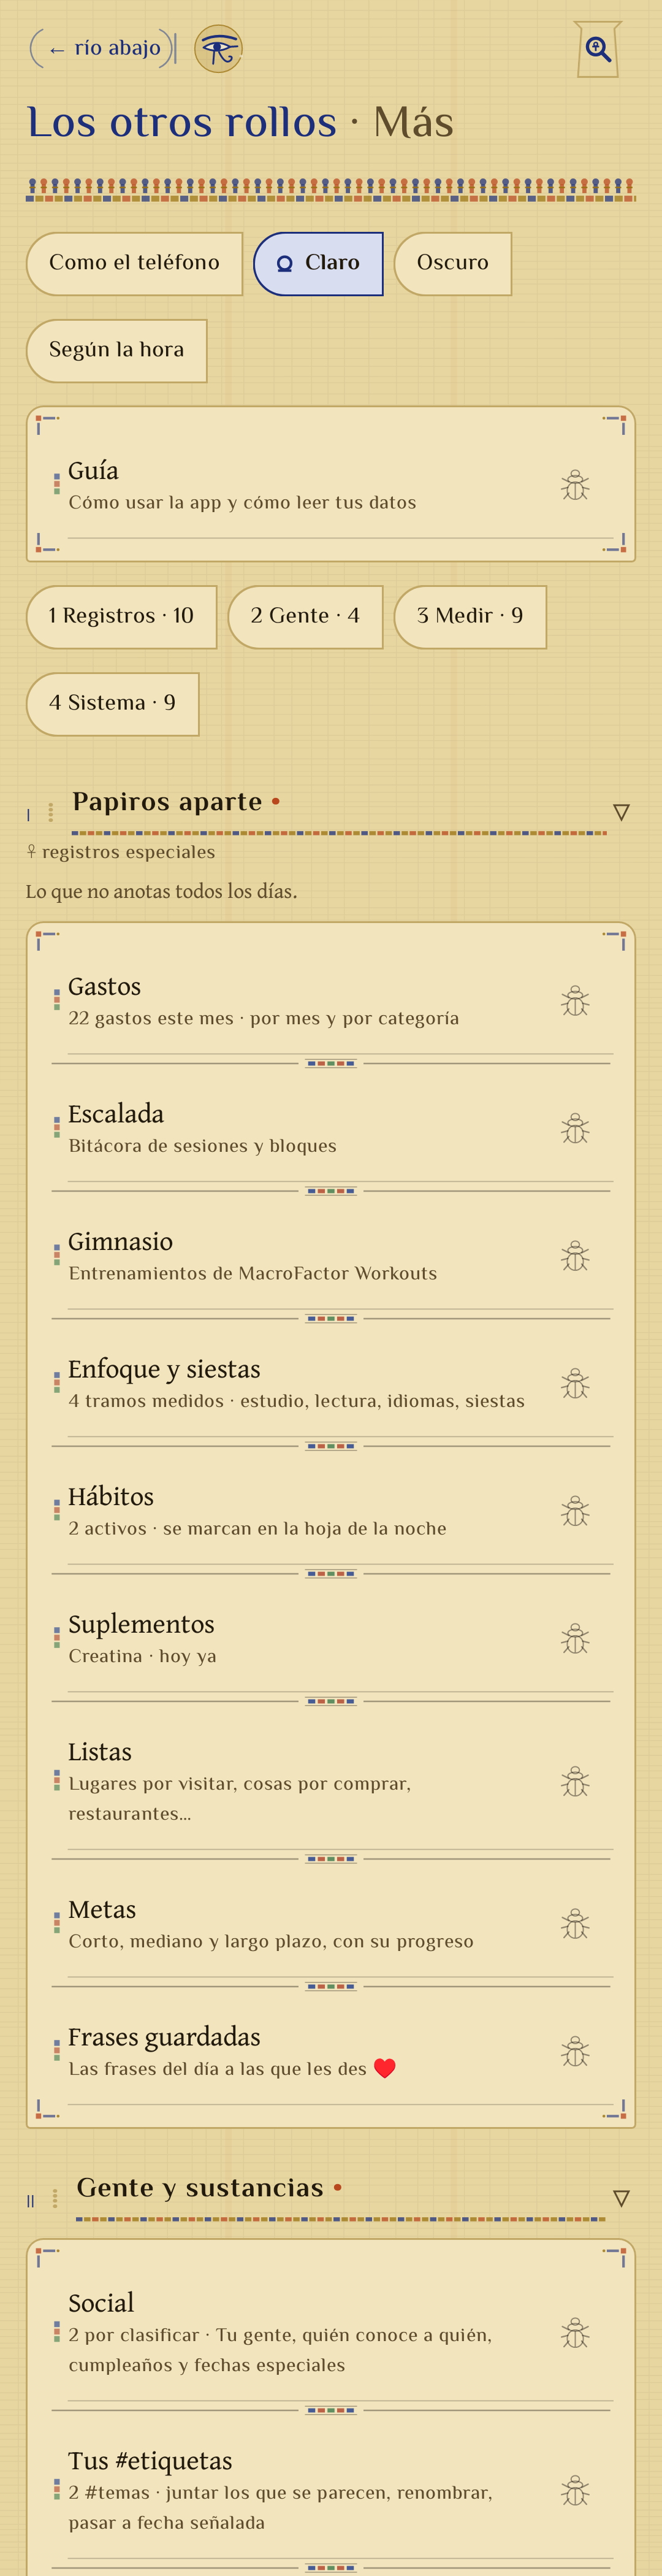 ← río abajo
Los otros rollos · Más
Como el teléfono
Claro
Oscuro
Según la hora
Guía
Cómo usar la app y cómo leer tus datos
1 Registros · 10
2 Gente · 4
3 Medir · 9
4 Sistema · 9
I
Papiros aparte
registros especiales
Lo que no anotas todos los días.
Gastos
22 gastos este mes · por mes y por categoría
Escalada
Bitácora de sesiones y bloques
Gimnasio
Entrenamientos de MacroFactor Workouts
Enfoque y siestas
4 tramos medidos · estudio, lectura, idiomas, siestas
Hábitos
2 activos · se marcan en la hoja de la noche
Suplementos
Creatina · hoy ya
Listas
Lugares por visitar, cosas por comprar,
restaurantes...
Metas
Corto, mediano y largo plazo, con su progreso
Frases guardadas
Las frases del día a las que les des ❤️
II
Gente y sustancias
Social
2 por clasificar · Tu gente, quién conoce a quién,
cumpleaños y fechas especiales
Tus #etiquetas
2 #temas · juntar los que se parecen, renombrar,
pasar a fecha señalada